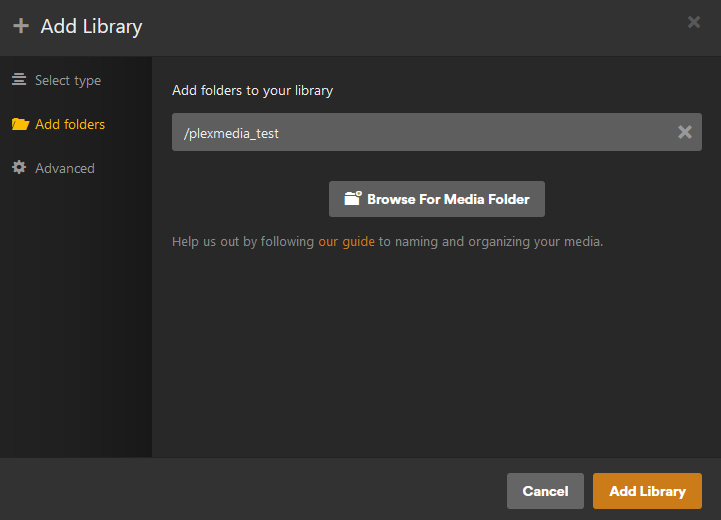 Add Library
Select type
Add folders
Advanced
Add folders to your library
/plexmedia_test
Browse For Media Folder
Help us out by following our guide to naming and organizing your media.
Cancel
Add Library